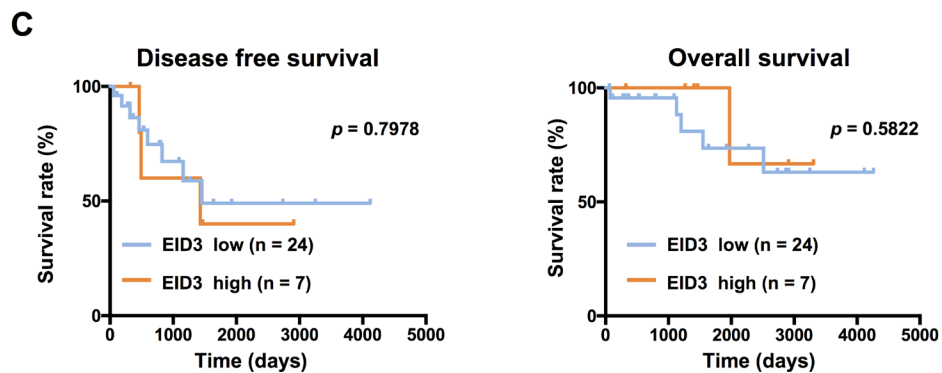 C
Disease free survival
Survival rate (%)
100
50
0
p = 0.7978
EID3 low (n = 24)
EID3 high (n = 7)
0 1000 2000 3000 4000 5000
Time (days)
Overall survival
Survival rate (%)
100
50
0
p = 0.5822
EID3 low (n = 24)
EID3 high (n = 7)
0 1000 2000 3000 4000 5000
Time (days)